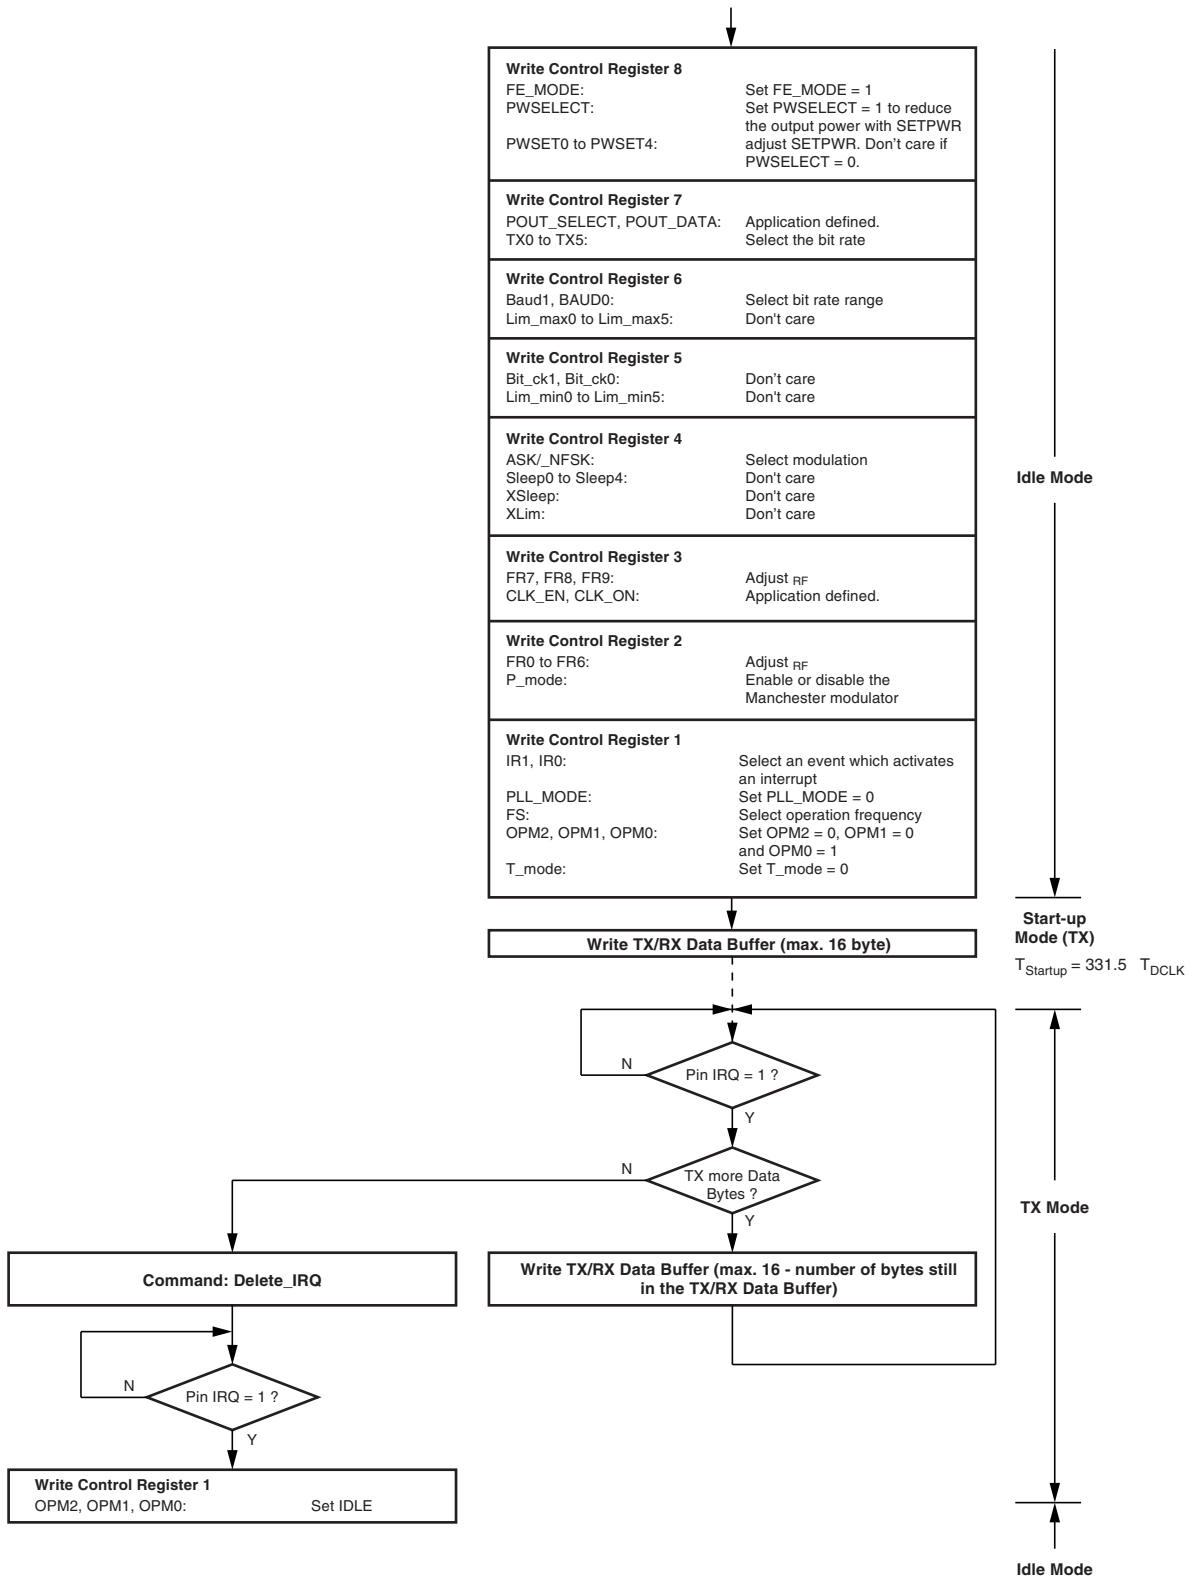 Write Control Register 8
FE_MODE: Set FE_MODE = 1
PWSELECT: Set PWSELECT = 1 to reduce
the output power with SETPWR
PWSET0 to PWSET4: adjust SETPWR. Don't care if
PWSELECT = 0.
Write Control Register 7
POUT_SELECT, POUT_DATA: Application defined.
TX0 to TX5: Select the bit rate
Write Control Register 6
Baud1, BAUD0: Select bit rate range
Lim_max0 to Lim_max5: Don't care
Write Control Register 5
Bit_ck1, Bit_ck0: Don't care
Lim_min0 to Lim_min5: Don't care
Write Control Register 4
ASK/_NFSK: Select modulation
Sleep0 to Sleep4: Don't care
XSleep: Don't care
XLim: Don't care
Idle Mode
Write Control Register 3
FR7, FR8, FR9: Adjust RF
CLK_EN, CLK_ON: Application defined.
Write Control Register 2
FR0 to FR6: Adjust RF
P_mode: Enable or disable the
Manchester modulator
Write Control Register 1
IR1, IR0: Select an event which activates
an interrupt
PLL_MODE: Set PLL_MODE = 0
FS: Select operation frequency
OPM2, OPM1, OPM0: Set OPM2 = 0, OPM1 = 0
and OPM0 = 1
T_mode: Set T_mode = 0
Start-up
Mode (TX)
TStartup = 331.5 TDCLK
Write TX/RX Data Buffer (max. 16 byte)
N
Pin IRQ = 1 ?
Y
N
TX more Data
Bytes ?
Y
TX Mode
Command: Delete_IRQ
Write TX/RX Data Buffer (max. 16 - number of bytes still
in the TX/RX Data Buffer)
N
Pin IRQ = 1 ?
Y
Write Control Register 1
OPM2, OPM1, OPM0: Set IDLE
Idle Mode